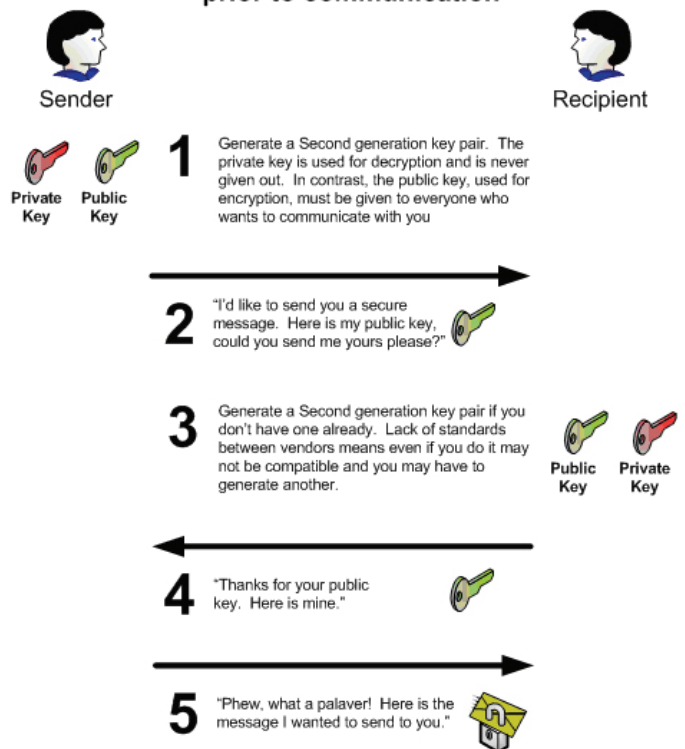 prior to communication
Sender
Recipient
Private
Key
Public
Key
1
Generate a Second generation key pair. The
private key is used for decryption and is never
given out. In contrast, the public key, used for
encryption, must be given to everyone who
wants to communicate with you
2
"I'd like to send you a secure
message. Here is my public key,
could you send me yours please?"
3
Generate a Second generation key pair if you
don't have one already. Lack of standards
between vendors means even if you do it may
not be compatible and you may have to
generate another.
Public
Key
Private
Key
4
"Thanks for your public
key. Here is mine."
5
"Phew, what a palaver! Here is the
message I wanted to send to you."